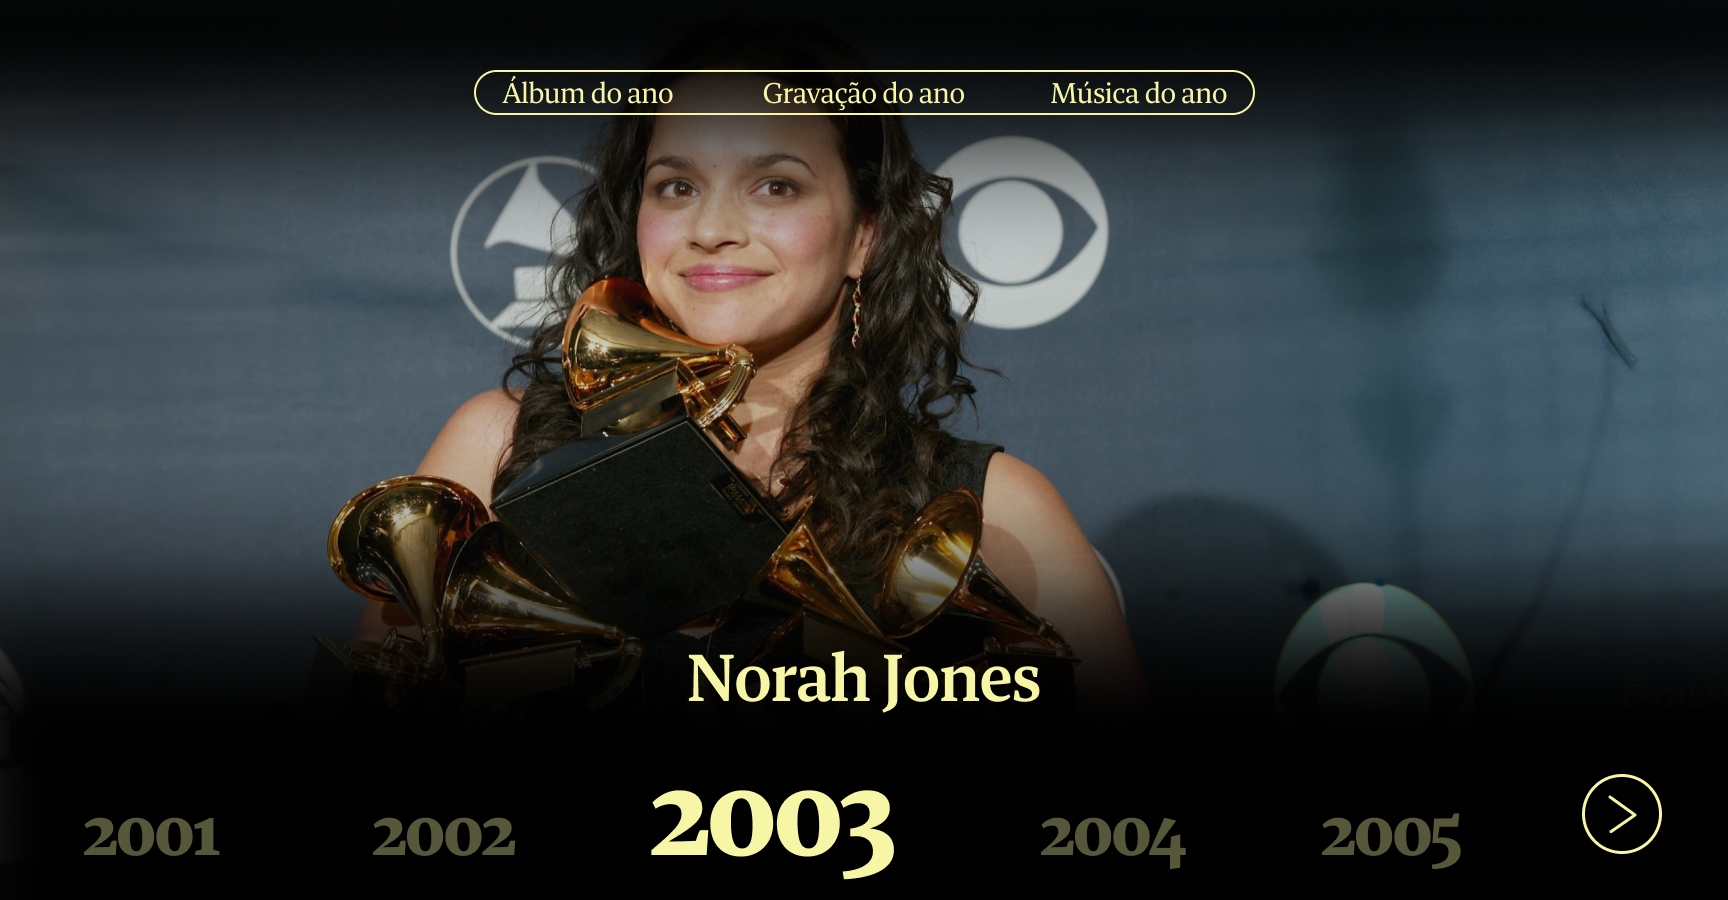 Álbum do ano Gravação do ano Música do ano
Norah Jones
2001 2002 2003 2004 2005